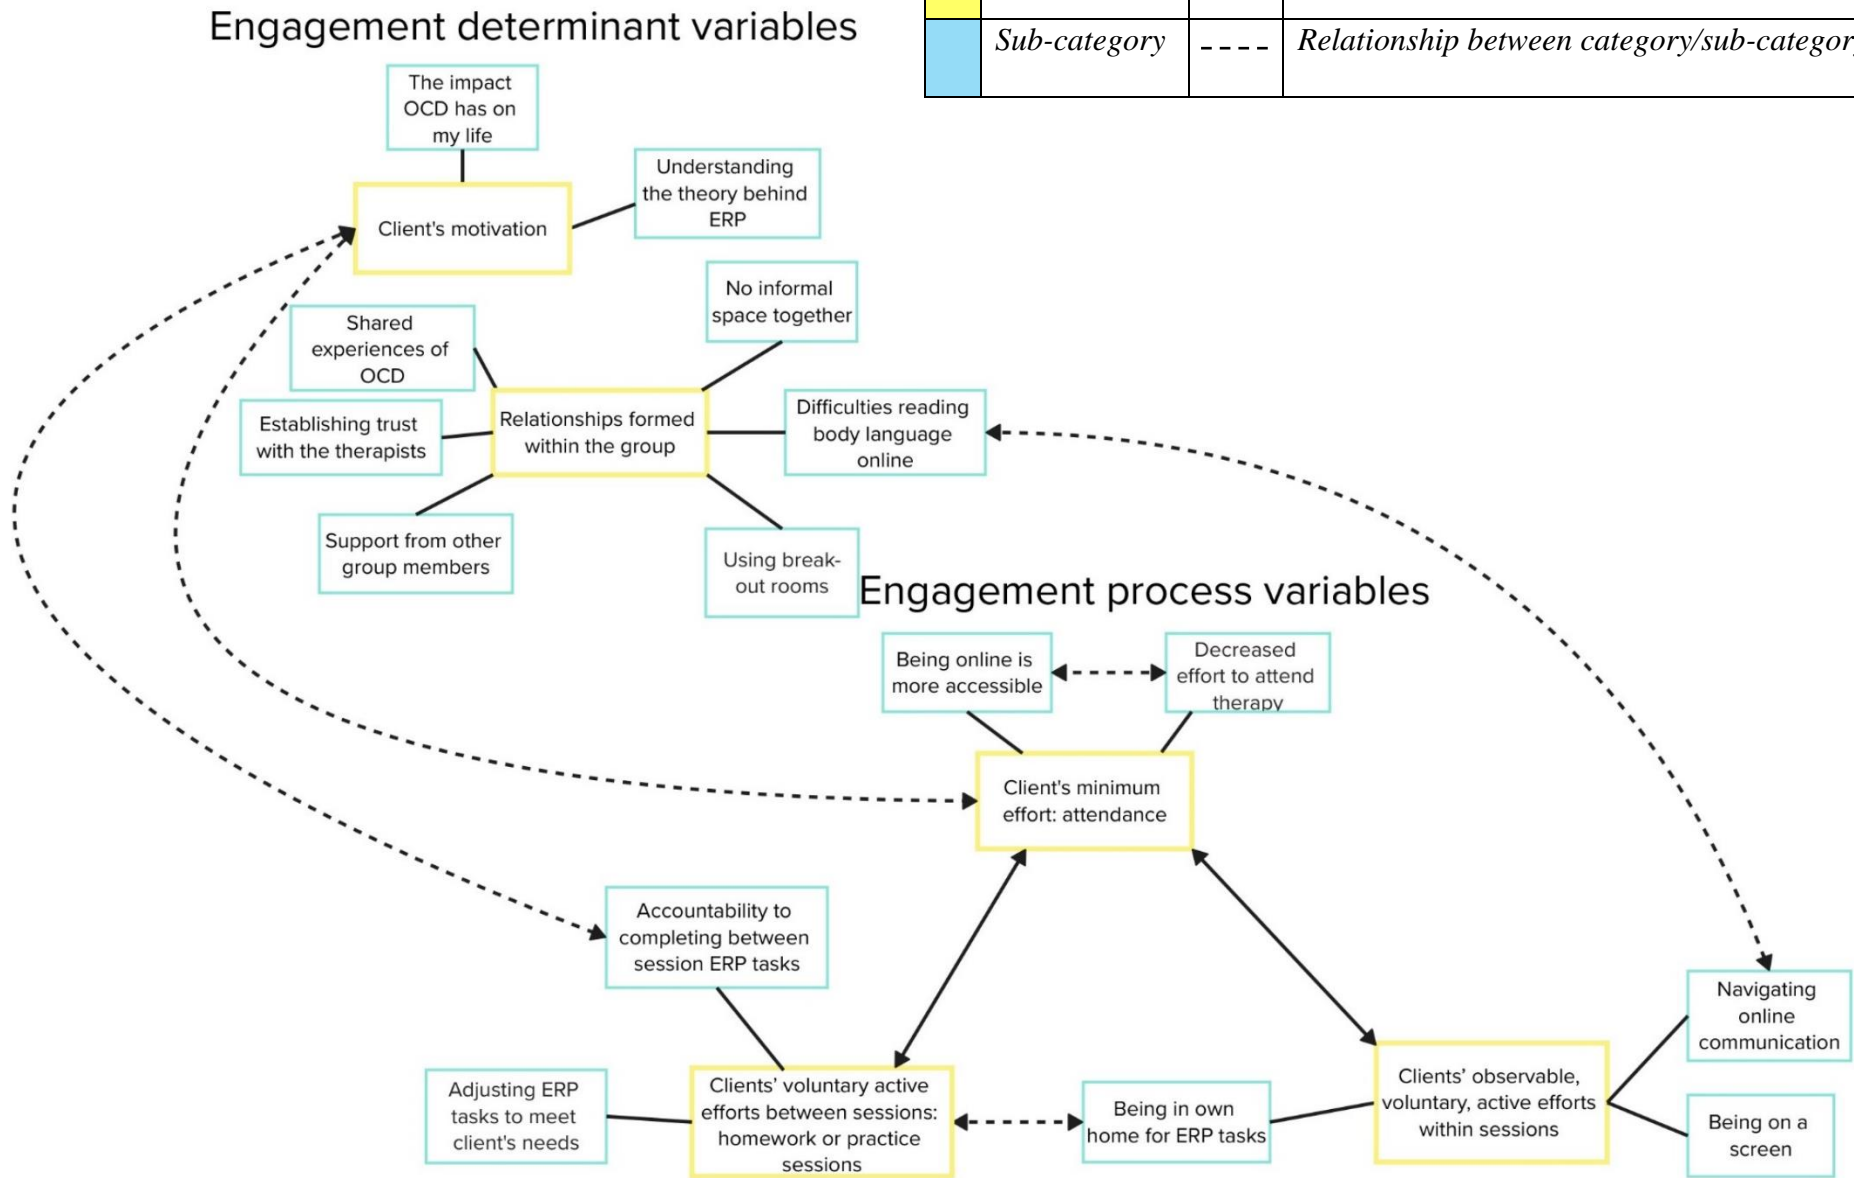 Engagement determinant variables
Sub-category
Relationship between category/sub-category
The impact
OCD has on
my life
Understanding
the theory behind
ERP
Client's motivation
No informal
space together
Shared
experiences of
OCD
Relationships formed
within the group
Difficulties reading
body language
online
Establishing trust
with the therapists
Support from other
group members
Using break-
out rooms
Engagement process variables
Being online is
more accessible
Decreased
effort to attend
therapy
Client's minimum
effort: attendance
Accountability to
completing between
session ERP tasks
Navigating
online
communication
Adjusting ERP
tasks to meet
client's needs
Clients’ voluntary active
efforts between sessions:
homework or practice
sessions
Being in own
home for ERP tasks
Clients’ observable,
voluntary, active efforts
within sessions
Being on a
screen